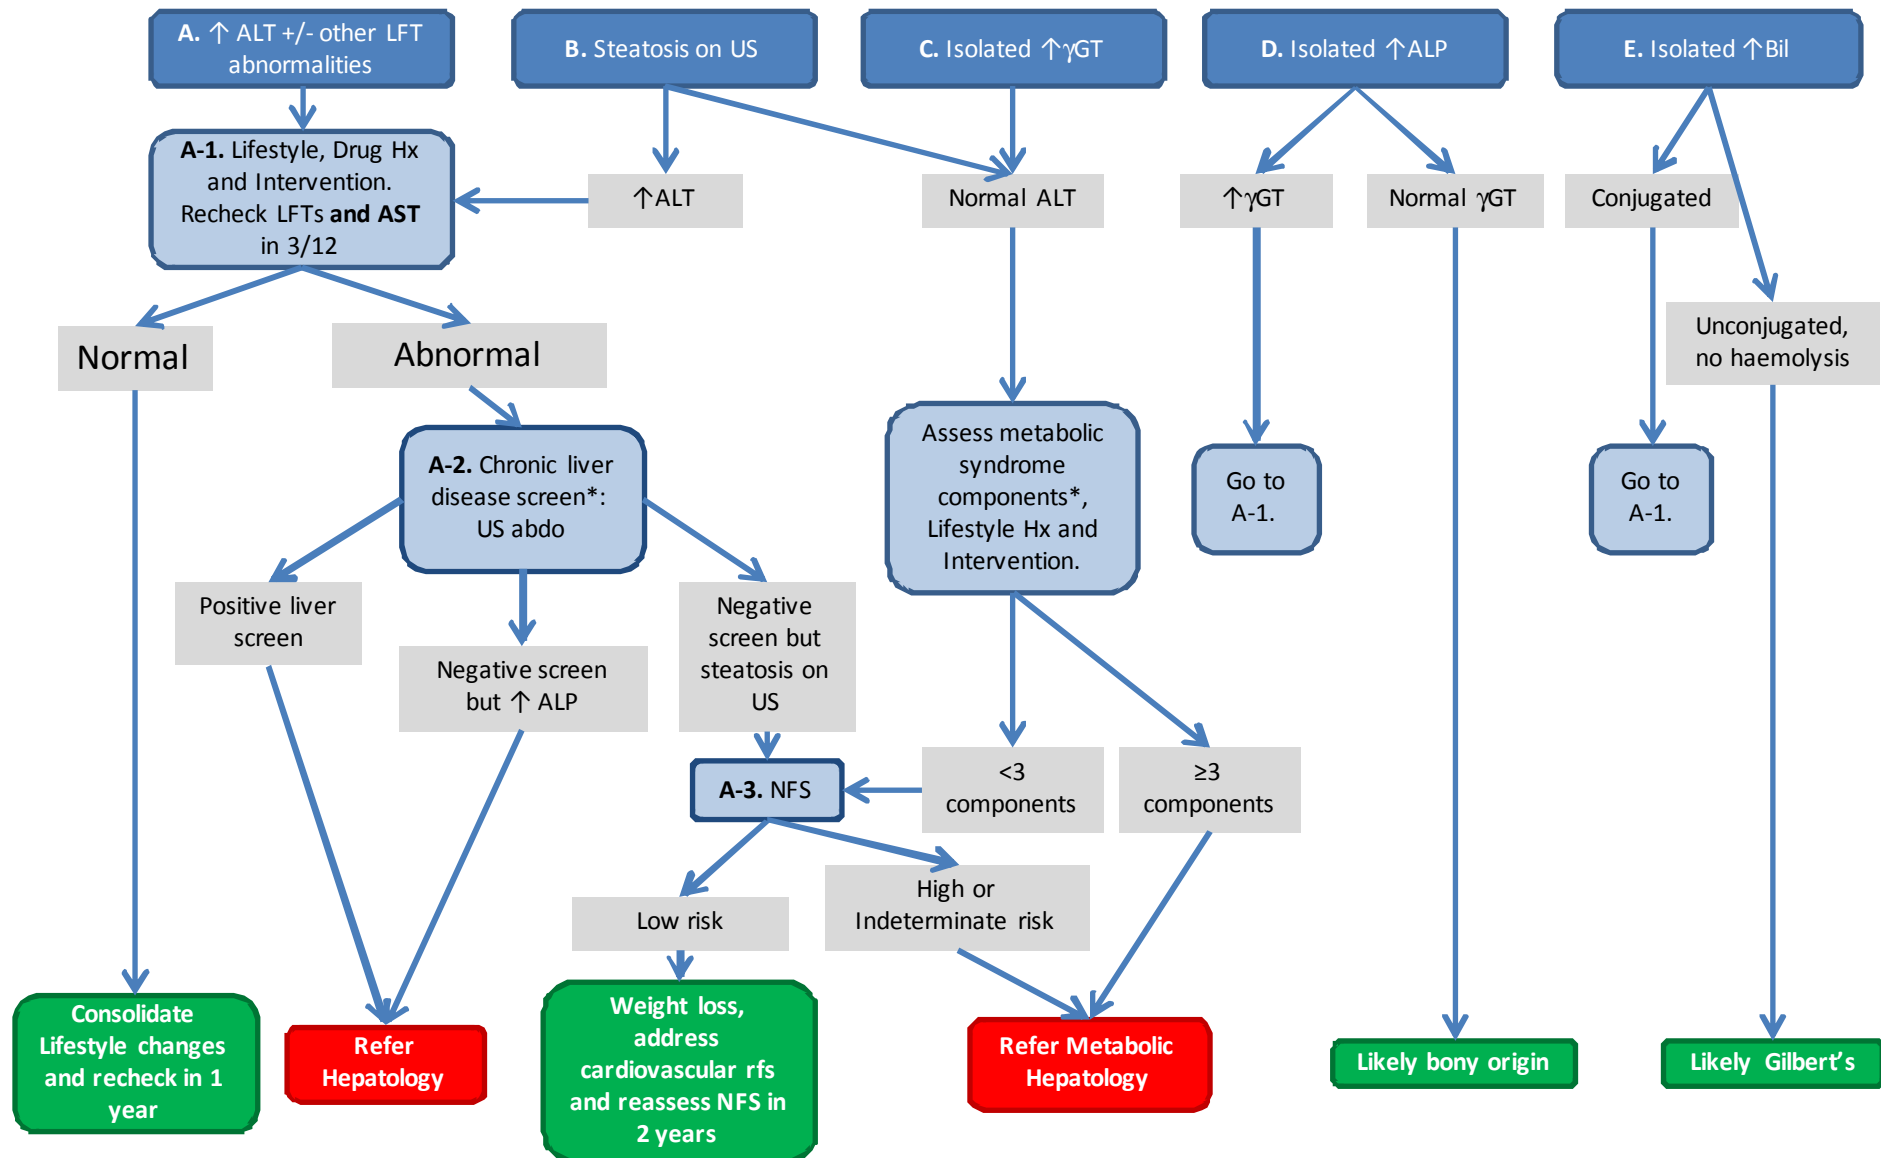 A. ↑ ALT +/- other LFT
abnormalities
B. Steatosis on US
C. Isolated ↑γGT
D. Isolated ↑ALP
E. Isolated ↑Bil
A-1. Lifestyle, Drug Hx
and Intervention.
Recheck LFTs and AST
in 3/12
↑ALT
Normal ALT
↑γGT
Normal γGT
Conjugated
Unconjugated,
no haemolysis
Normal
Abnormal
A-2. Chronic liver
disease screen*:
US abdo
Assess metabolic
syndrome
components*,
Lifestyle Hx and
Intervention.
Go to
A-1.
Go to
A-1.
Positive liver
screen
Negative screen
but ↑ ALP
Negative
screen but
steatosis on
US
A-3. NFS
<3
components
≥3
components
Low risk
High or
Indeterminate risk
Consolidate
Lifestyle changes
and recheck in 1
year
Refer
Hepatology
Weight loss,
address
cardiovascular rfs
and reassess NFS in
2 years
Refer Metabolic
Hepatology
Likely bony origin
Likely Gilbert's